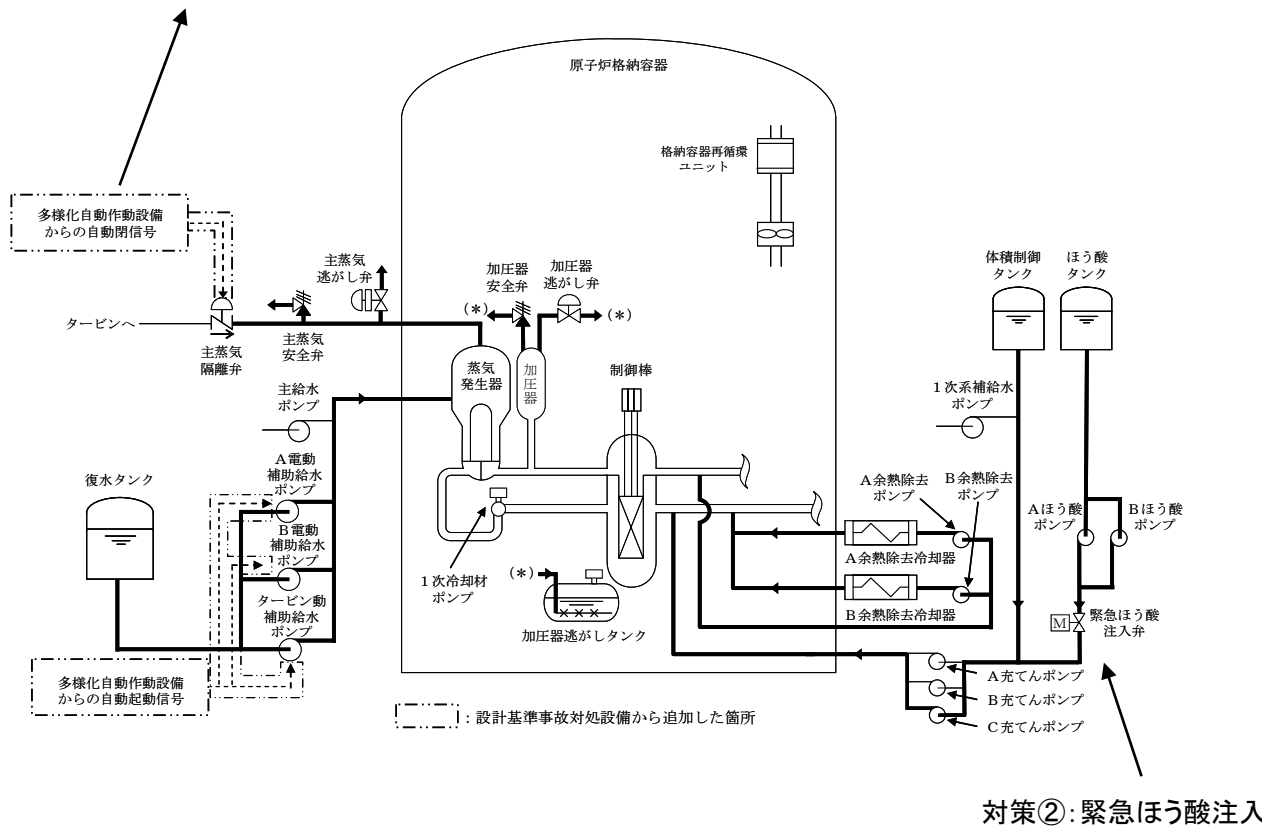 原子炉格納容器
格納容器再循環
ユニット
多様化自動作動設備
からの自動閉信号
主蒸気
逃がし弁
加圧器
安全弁
加圧器
逃がし弁
体積制御
タンク
ほう酸
タンク
(*)
(*)
タービンへ
主蒸気
隔離弁
主蒸気
安全弁
蒸気
発生器
加圧器
制御棒
主給水
ポンプ
1次系補給水
ポンプ
復水タンク
A電動
補助給水
ポンプ
B電動
補助給水
ポンプ
タービン動
補助給水
ポンプ
A余熱除去
ポンプ
B余熱除去
ポンプ
Aほう酸
ポンプ
Bほう酸
ポンプ
A余熱除去冷却器
1次冷却材
ポンプ
(*)
加圧器逃がしタンク
B余熱除去冷却器
M
緊急ほう酸
注入弁
多様化自動作動設備
からの自動起動信号
A充てんポンプ
B充てんポンプ
C充てんポンプ
:設計基準事故対処設備から追加した箇所
対策②:緊急ほう酸注入